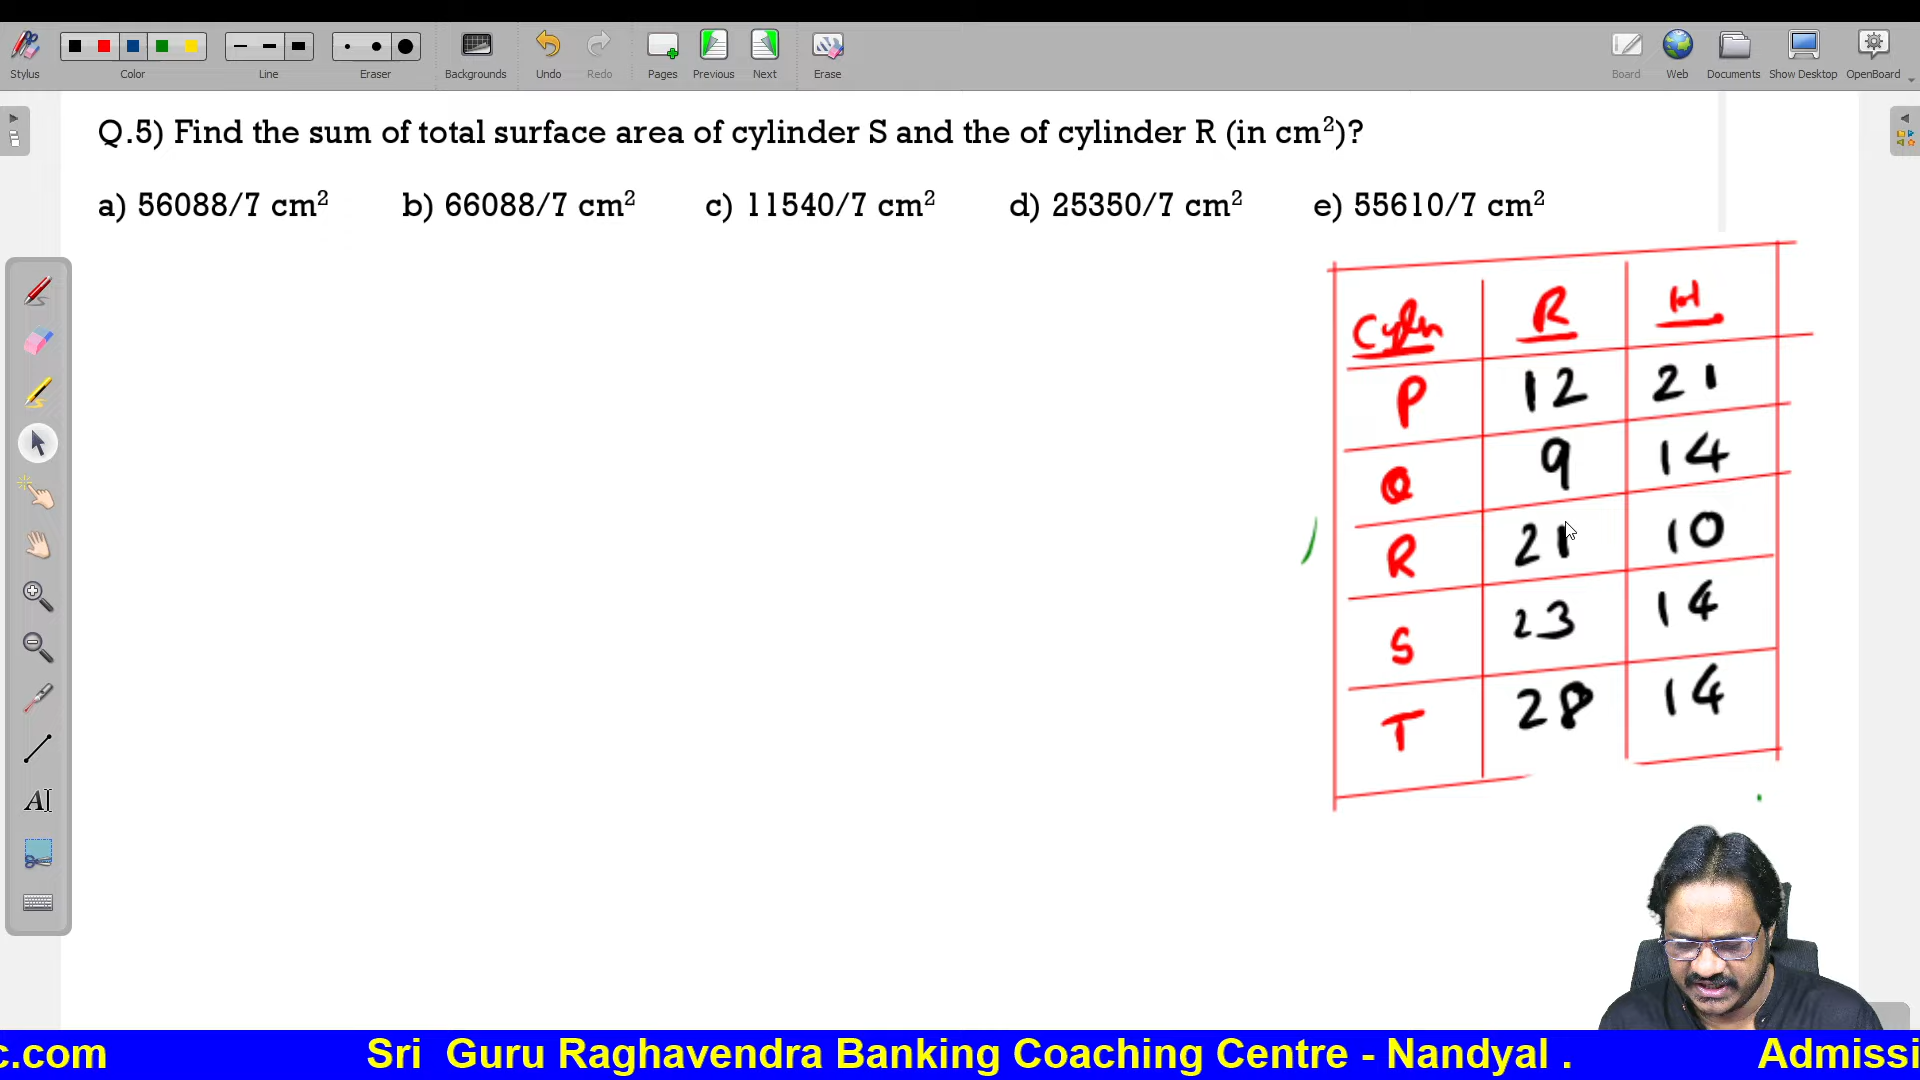 Stylus
Color
Line
Eraser
Backgrounds
Undo
Redo
Pages
Previous
Next
Erase
Board
Web
Documents
Show Desktop
OpenBoard
Q.5) Find the sum of total surface area of cylinder S and the of cylinder R (in cm²)?
a) 56088/7 cm² b) 66088/7 cm² c) 11540/7 cm² d) 25350/7 cm² e) 55610/7 cm²
R H
P 12 21
Q 9 14
R 21 10
S 23 14
T 28 14
c.com Sri Guru Raghavendra Banking Coaching Centre - Nandyal . Admissi